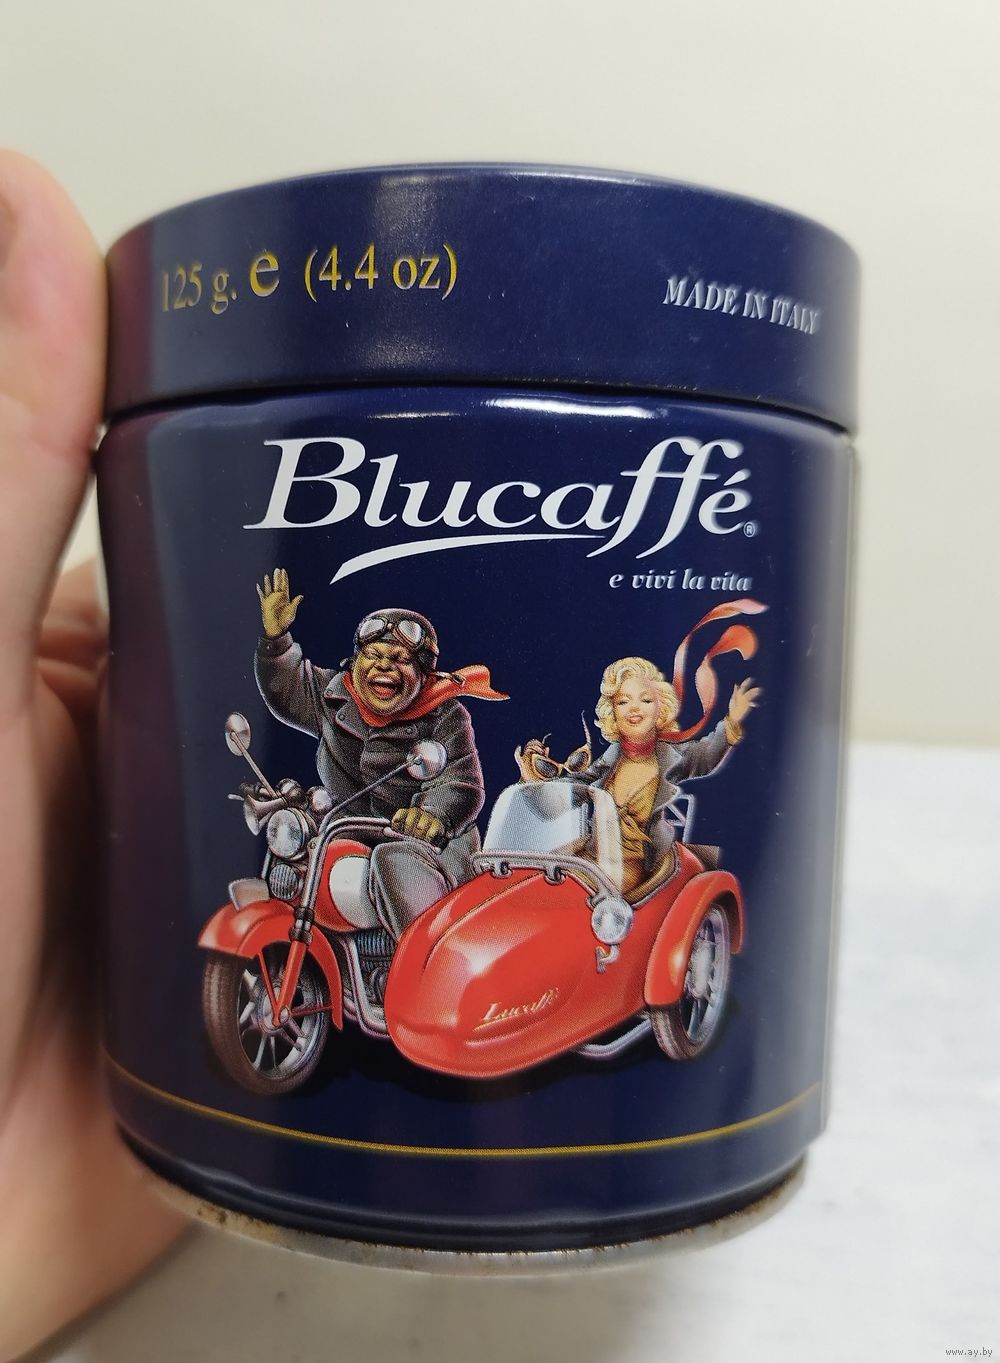 125 g. e (4.4 oz)
MADE IN ITALY
Blucaffé®
e vivi la vita
Lucaffé
www.ay.by